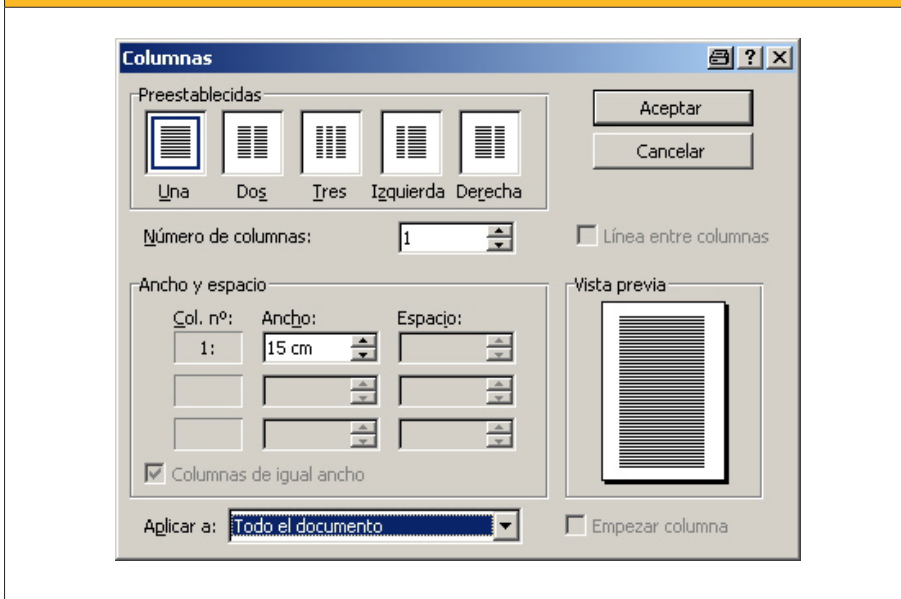 Columnas
Preestablecidas
Aceptar
Cancelar
Una Dos Tres Izquierda Derecha
Número de columnas: 1
Línea entre columnas
Ancho y espacio
Vista previa
Col. nº: Ancho: Espacio:
1: 15 cm
Columnas de igual ancho
Aplicar a: Todo el documento
Empezar columna